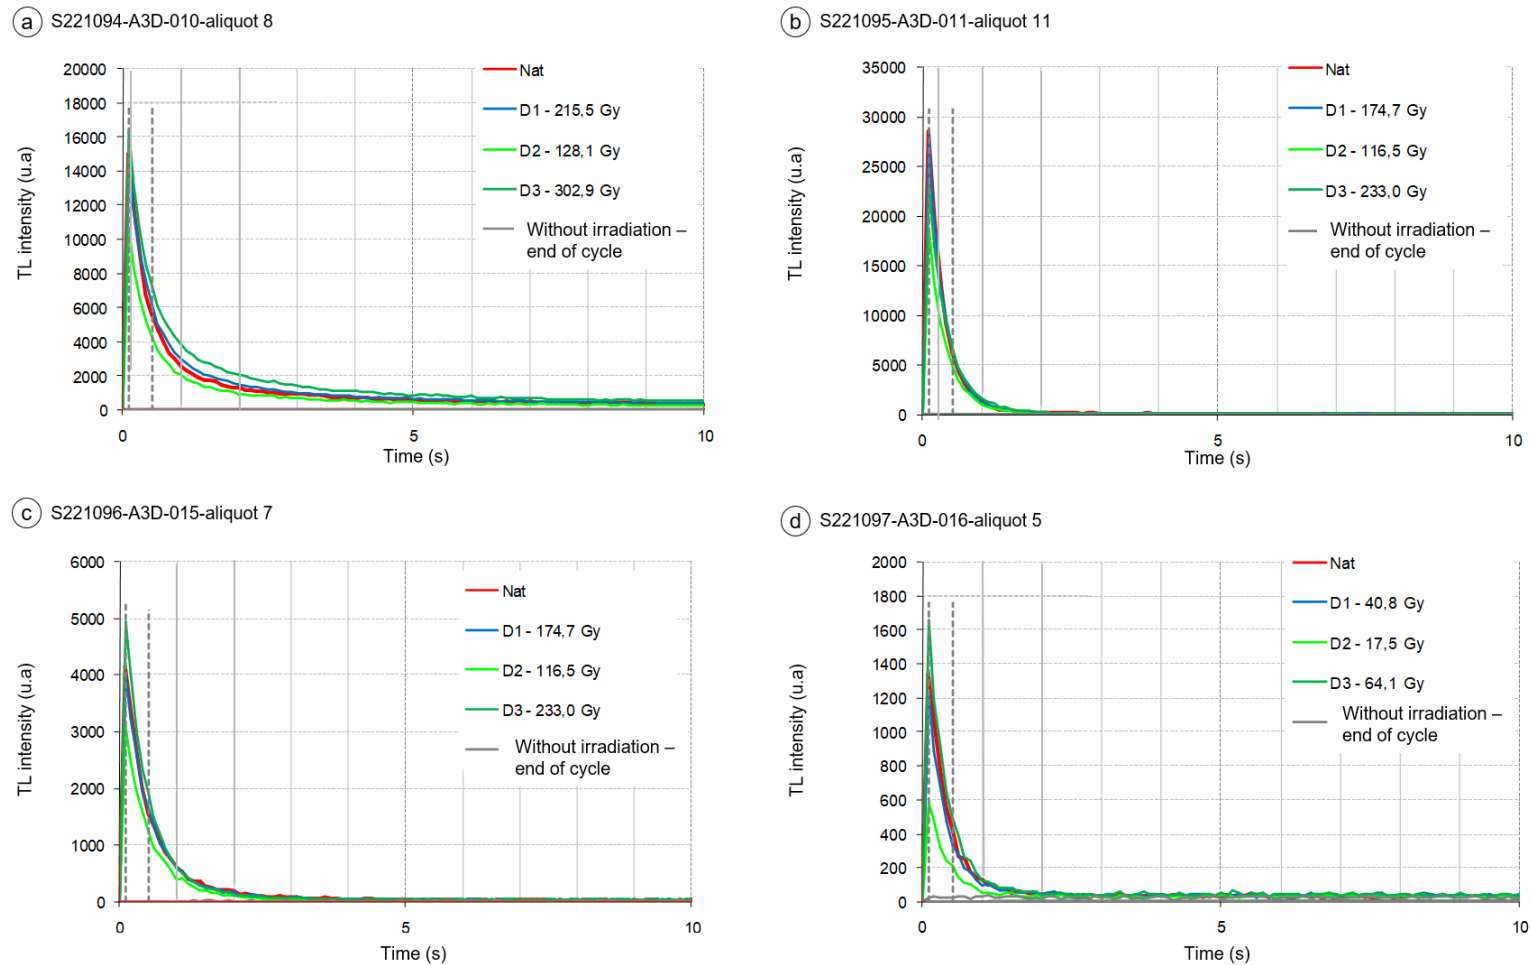 a S221094-A3D-010-aliquot 8
TL intensity (u.a)
20000
18000
16000
14000
12000
10000
8000
6000
4000
2000
0
0
5
10
Time (s)
Nat
D1 - 215,5 Gy
D2 - 128,1 Gy
D3 - 302,9 Gy
Without irradiation –
end of cycle
b S221095-A3D-011-aliquot 11
TL intensity (u.a)
35000
30000
25000
20000
15000
10000
5000
0
0
5
10
Time (s)
Nat
D1 - 174,7 Gy
D2 - 116,5 Gy
D3 - 233,0 Gy
Without irradiation –
end of cycle
c S221096-A3D-015-aliquot 7
TL intensity (u.a)
6000
5000
4000
3000
2000
1000
0
0
5
10
Time (s)
Nat
D1 - 174,7 Gy
D2 - 116,5 Gy
D3 - 233,0 Gy
Without irradiation –
end of cycle
d S221097-A3D-016-aliquot 5
TL intensity (u.a)
2000
1800
1600
1400
1200
1000
800
600
400
200
0
0
5
10
Time (s)
Nat
D1 - 40,8 Gy
D2 - 17,5 Gy
D3 - 64,1 Gy
Without irradiation –
end of cycle